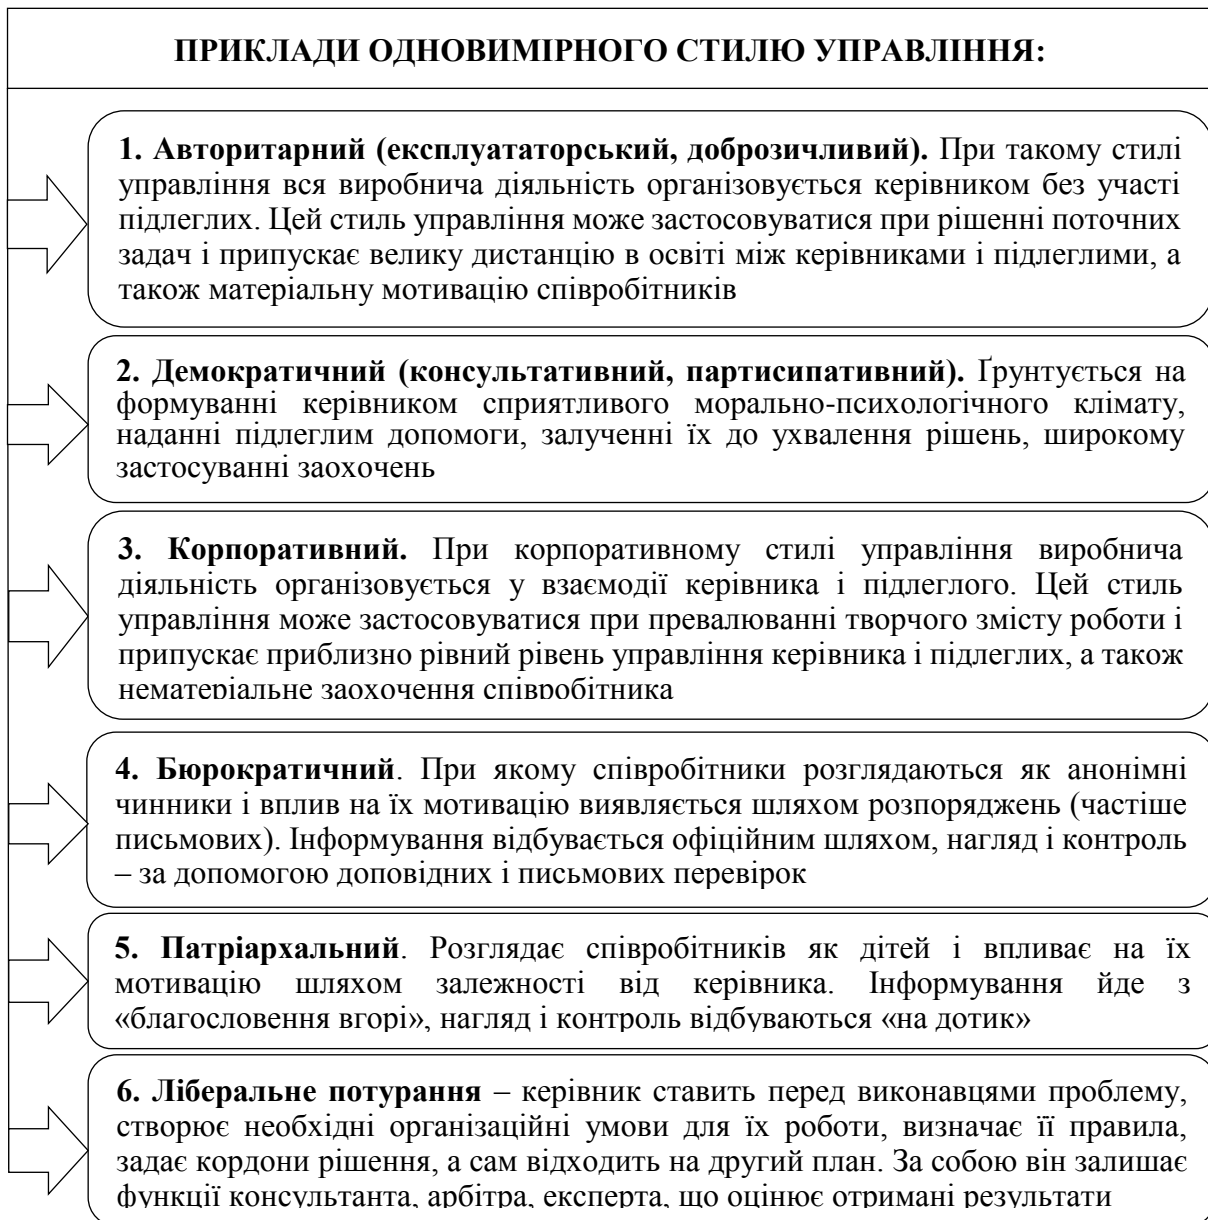 ПРИКЛАДИ ОДНОВИМІРНОГО СТИЛЮ УПРАВЛІННЯ:
1. Авторитарний (експлуататорський, доброзичливий). При такому стилі
управління вся виробнича діяльність організовується керівником без участі
підлеглих. Цей стиль управління може застосовуватися при рішенні поточних
задач і припускає велику дистанцію в освіті між керівниками і підлеглими, а
також матеріальну мотивацію співробітників
2. Демократичний (консультативний, партисипативний). Ґрунтується на
формуванні керівником сприятливого морально-психологічного клімату,
наданні підлеглим допомоги, залученні їх до ухвалення рішень, широкому
застосуванні заохочень
3. Корпоративний. При корпоративному стилі управління виробнича
діяльність організовується у взаємодії керівника і підлеглого. Цей стиль
управління може застосовуватися при превалюванні творчого змісту роботи і
припускає приблизно рівний рівень управління керівника і підлеглих, а також
нематеріальне заохочення співробітника
4. Бюрократичний. При якому співробітники розглядаються як анонімні
чинники і вплив на їх мотивацію виявляється шляхом розпоряджень (частіше
письмових). Інформування відбувається офіційним шляхом, нагляд і контроль
– за допомогою доповідних і письмових перевірок
5. Патріархальний. Розглядає співробітників як дітей і впливає на їх
мотивацію шляхом залежності від керівника. Інформування йде з
«благословення вгорі», нагляд і контроль відбуваються «на дотик»
6. Ліберальне потурання – керівник ставить перед виконавцями проблему,
створює необхідні організаційні умови для їх роботи, визначає її правила,
задає кордони рішення, а сам відходить на другий план. За собою він залишає
функції консультанта, арбітра, експерта, що оцінює отримані результати